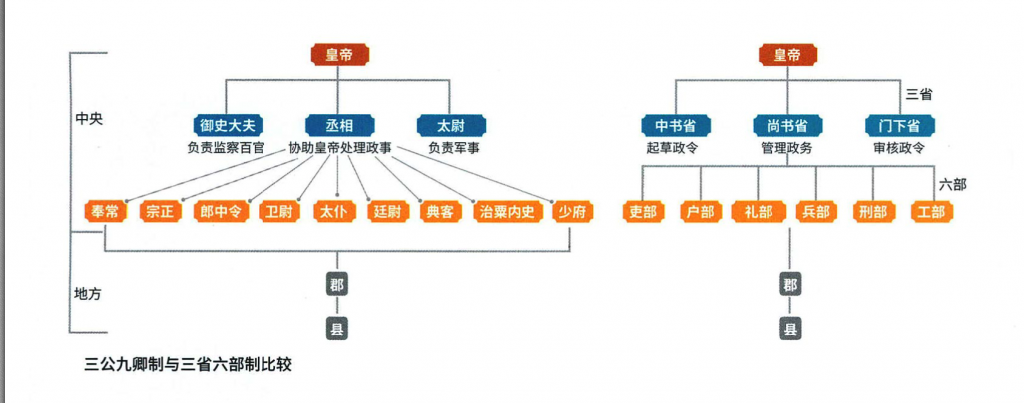 皇帝
皇帝
三省
中央
御史大夫
丞相
太尉
中书省
尚书省
门下省
负责监察百官
协助皇帝处理政事
负责军事
起草政令
管理政务
审核政令
六部
奉常
宗正
郎中令
卫尉
太仆
廷尉
典客
治粟内史
少府
吏部
户部
礼部
兵部
刑部
工部
地方
郡
郡
县
县
三公九卿制与三省六部制比较